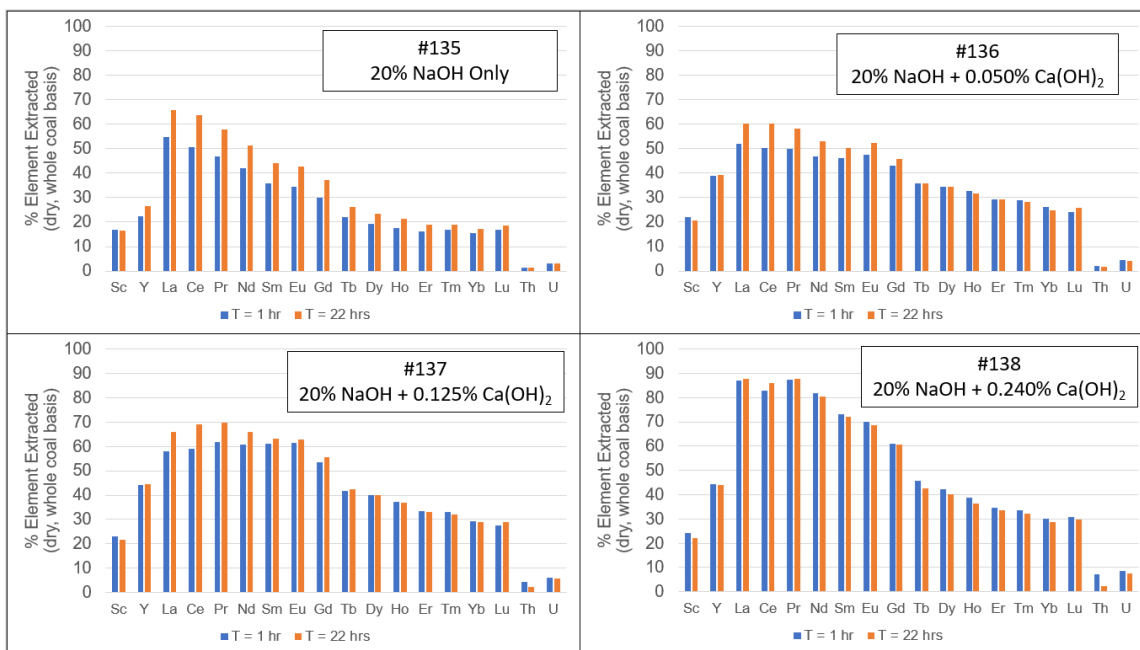 #135
20% NaOH Only
% Element Extracted
(dry, whole coal basis)
100
90
80
70
60
50
40
30
20
10
0
Sc Y La Ce Pr Nd Sm Eu Gd Tb Dy Ho Er Tm Yb Lu Th U
T = 1 hr T = 22 hrs
#136
20% NaOH + 0.050% Ca(OH)₂
% Element Extracted
(dry, whole coal basis)
100
90
80
70
60
50
40
30
20
10
0
Sc Y La Ce Pr Nd Sm Eu Gd Tb Dy Ho Er Tm Yb Lu Th U
T = 1 hr T = 22 hrs
#137
20% NaOH + 0.125% Ca(OH)₂
% Element Extracted
(dry, whole coal basis)
100
90
80
70
60
50
40
30
20
10
0
Sc Y La Ce Pr Nd Sm Eu Gd Tb Dy Ho Er Tm Yb Lu Th U
T = 1 hr T = 22 hrs
#138
20% NaOH + 0.240% Ca(OH)₂
% Element Extracted
(dry, whole coal basis)
100
90
80
70
60
50
40
30
20
10
0
Sc Y La Ce Pr Nd Sm Eu Gd Tb Dy Ho Er Tm Yb Lu Th U
T = 1 hr T = 22 hrs